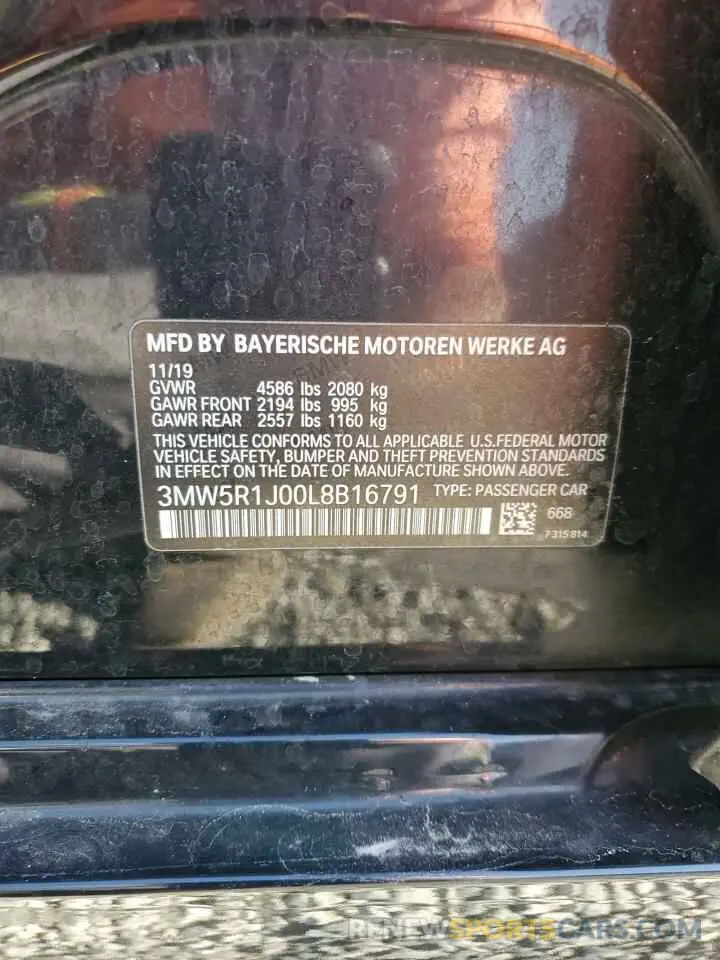 MFD BY BAYERISCHE MOTOREN WERKE AG
11/19
GVWR 4586 lbs 2080 kg
GAWR FRONT 2194 lbs 995 kg
GAWR REAR 2557 lbs 1160 kg
THIS VEHICLE CONFORMS TO ALL APPLICABLE U.S.FEDERAL MOTOR
VEHICLE SAFETY, BUMPER AND THEFT PREVENTION STANDARDS
IN EFFECT ON THE DATE OF MANUFACTURE SHOWN ABOVE.
3MW5R1J00L8B16791 TYPE: PASSENGER CAR
668
7315814
RENEWSPORTSCARS.COM